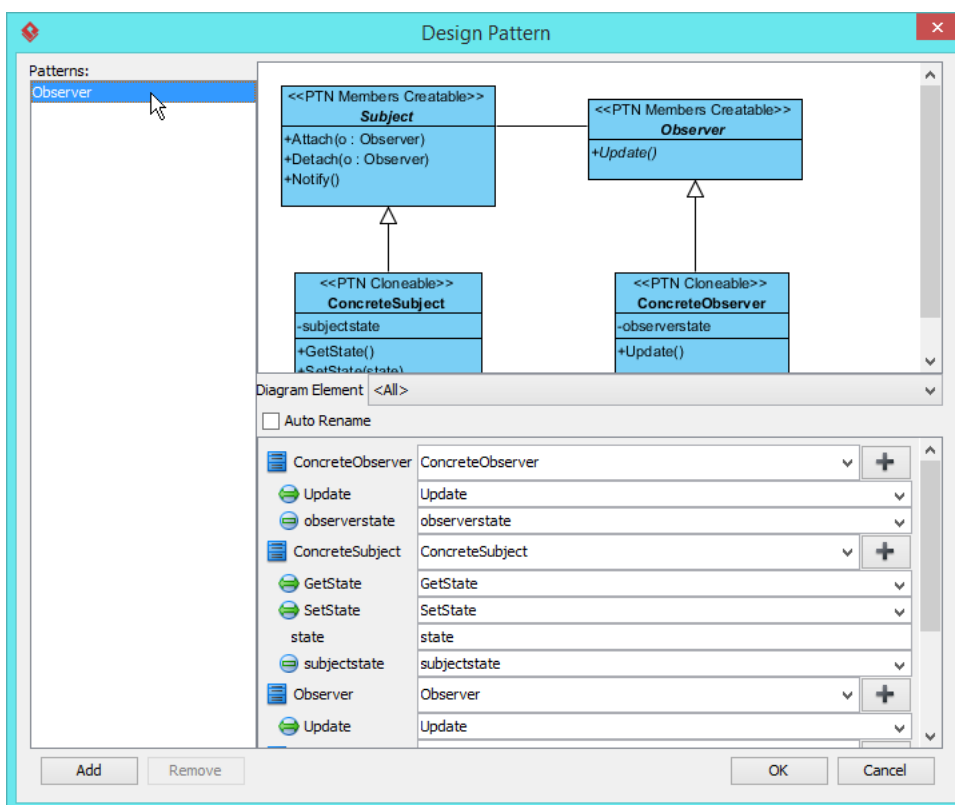 Design Pattern
Patterns:
Observer
<<PTN Members Creatable>>
Subject
+Attach(o : Observer)
+Detach(o : Observer)
+Notify()
<<PTN Members Creatable>>
Observer
+Update()
<<PTN Cloneable>>
ConcreteSubject
-subjectstate
+GetState()
+SetState(state)
<<PTN Cloneable>>
ConcreteObserver
-observerstate
+Update()
Diagram Element <All>
Auto Rename
ConcreteObserver ConcreteObserver
Update Update
observerstate observerstate
ConcreteSubject ConcreteSubject
GetState GetState
SetState SetState
state state
subjectstate subjectstate
Observer Observer
Update Update
Add Remove OK Cancel